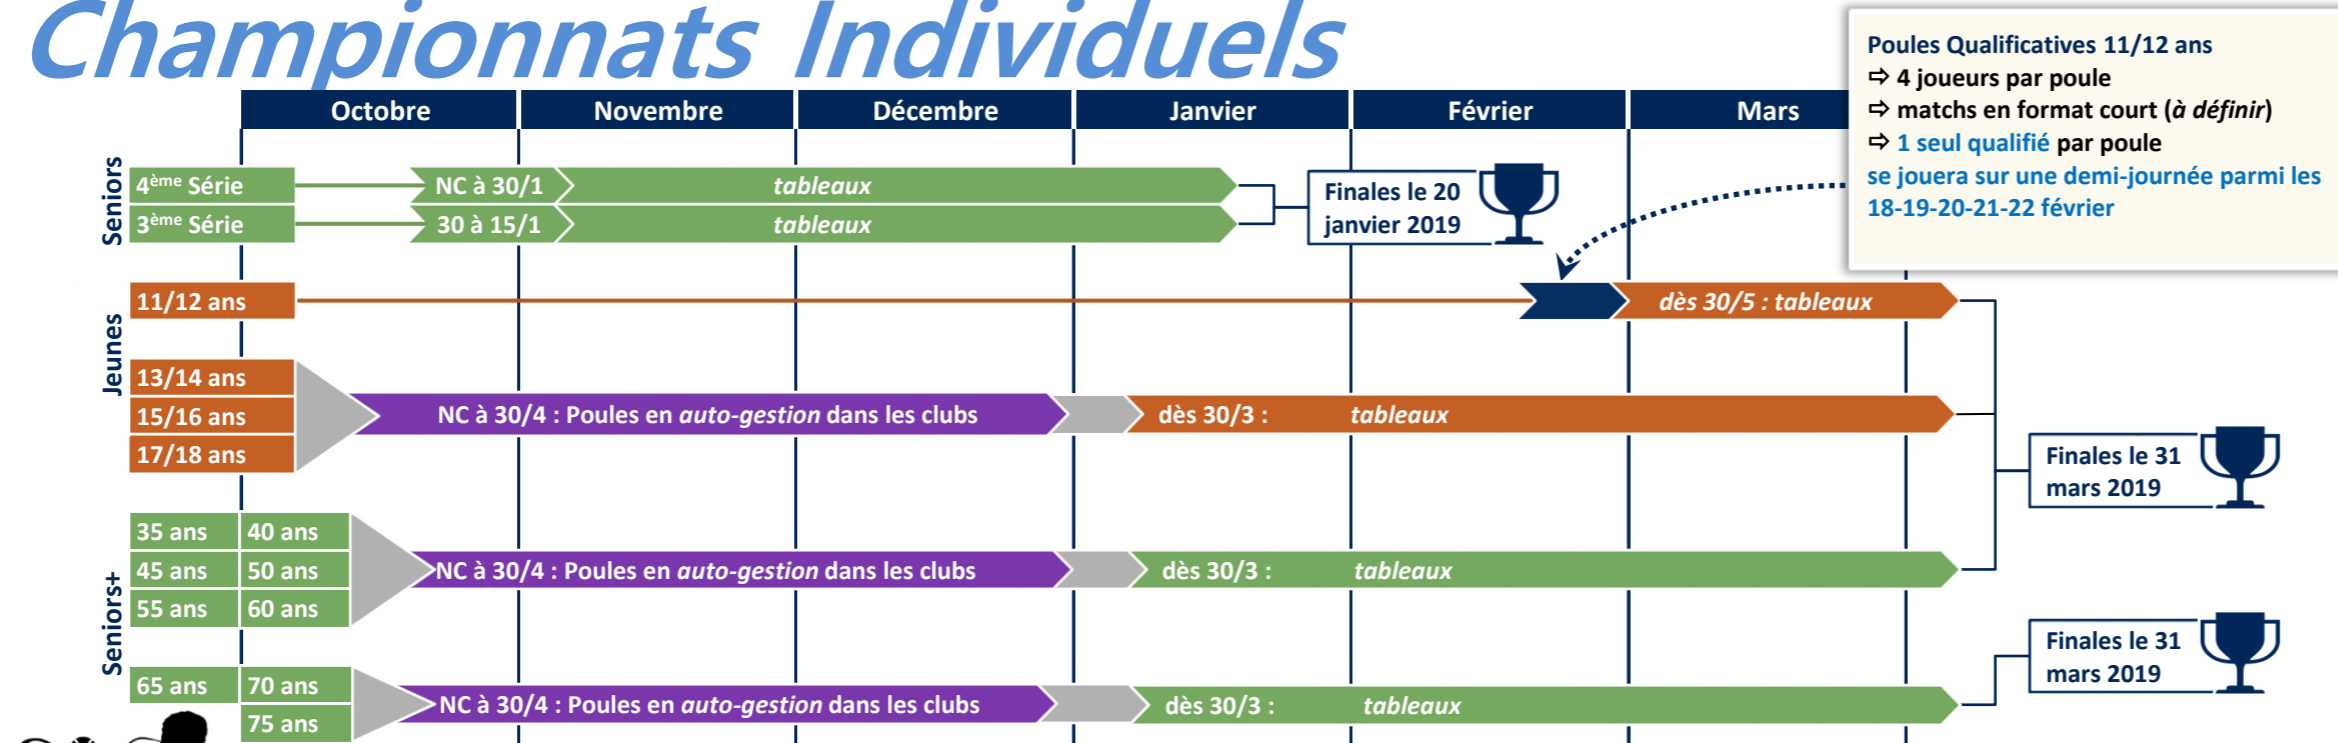 Championnats Individuels
Poules Qualificatives 11/12 ans
⇨ 4 joueurs par poule
⇨ matchs en format court (à définir)
⇨ 1 seul qualifié par poule
se jouera sur une demi-journée parmi les
18-19-20-21-22 février
Octobre Novembre Décembre Janvier Février Mars
Seniors
4ème Série NC à 30/1 tableaux
3ème Série 30 à 15/1 tableaux
Finales le 20
janvier 2019
Jeunes
11/12 ans dès 30/5 : tableaux
13/14 ans
15/16 ans NC à 30/4 : Poules en auto-gestion dans les clubs dès 30/3 : tableaux
17/18 ans
Finales le 31
mars 2019
Seniors+
35 ans 40 ans
45 ans 50 ans NC à 30/4 : Poules en auto-gestion dans les clubs dès 30/3 : tableaux
55 ans 60 ans
Finales le 31
mars 2019
65 ans 70 ans
NC à 30/4 : Poules en auto-gestion dans les clubs dès 30/3 : tableaux
75 ans